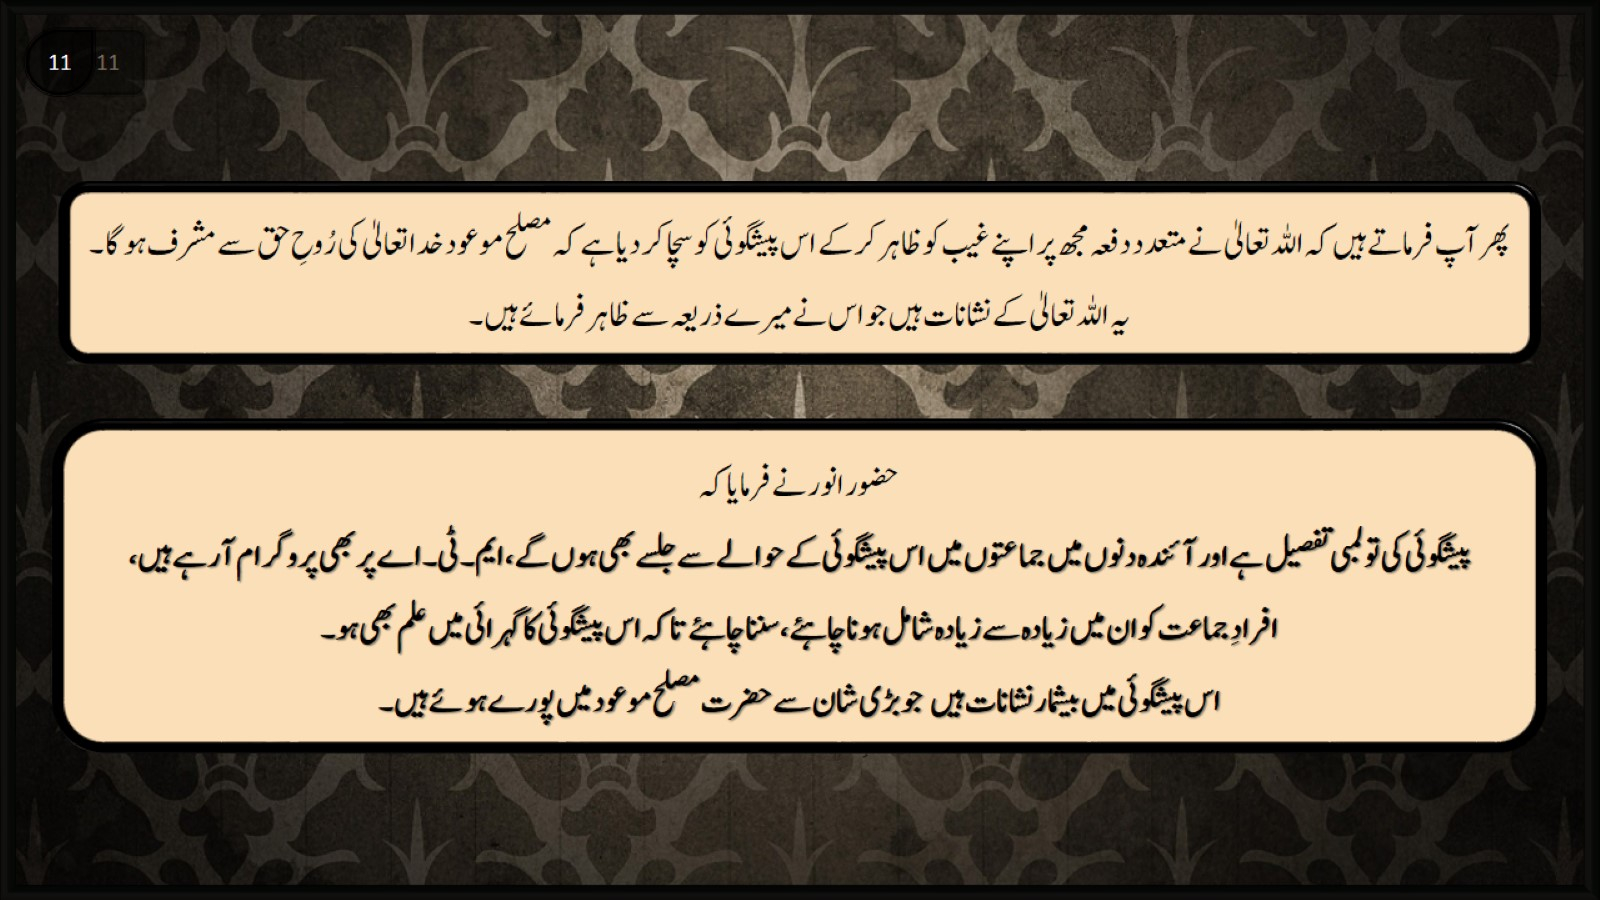 11 11
پھر آپ فرماتے ہیں کہ اللہ تعالیٰ نے متعدد دفعہ مجھ پر اپنے غیب کو ظاہر کرکے اس پیشگوئی کو سچا کر دیا ہے کہ مصلح موعود خدا تعالیٰ کی رُوحِ حق سے مشرف ہو گا۔
یہ اللہ تعالیٰ کے نشانات ہیں جو اس نے میرے ذریعہ سے ظاہر فرمائے ہیں۔
حضور انور نے فرمایا کہ
پیشگوئی کی تو لمبی تفصیل ہے اور آئندہ دنوں میں جماعتوں میں اس پیشگوئی کے حوالے سے جلسے بھی ہوں گے، ایم۔ٹی۔اے پر بھی پروگرام آرہے ہیں،
افرادِ جماعت کو ان میں زیادہ سے زیادہ شامل ہونا چاہئے، سننا چاہئے تا کہ اس پیشگوئی کا گہرائی میں علم بھی ہو۔
اس پیشگوئی میں بیشمار نشانات ہیں جو بڑی شان سے حضرت مصلح موعود میں پورے ہوئے ہیں۔